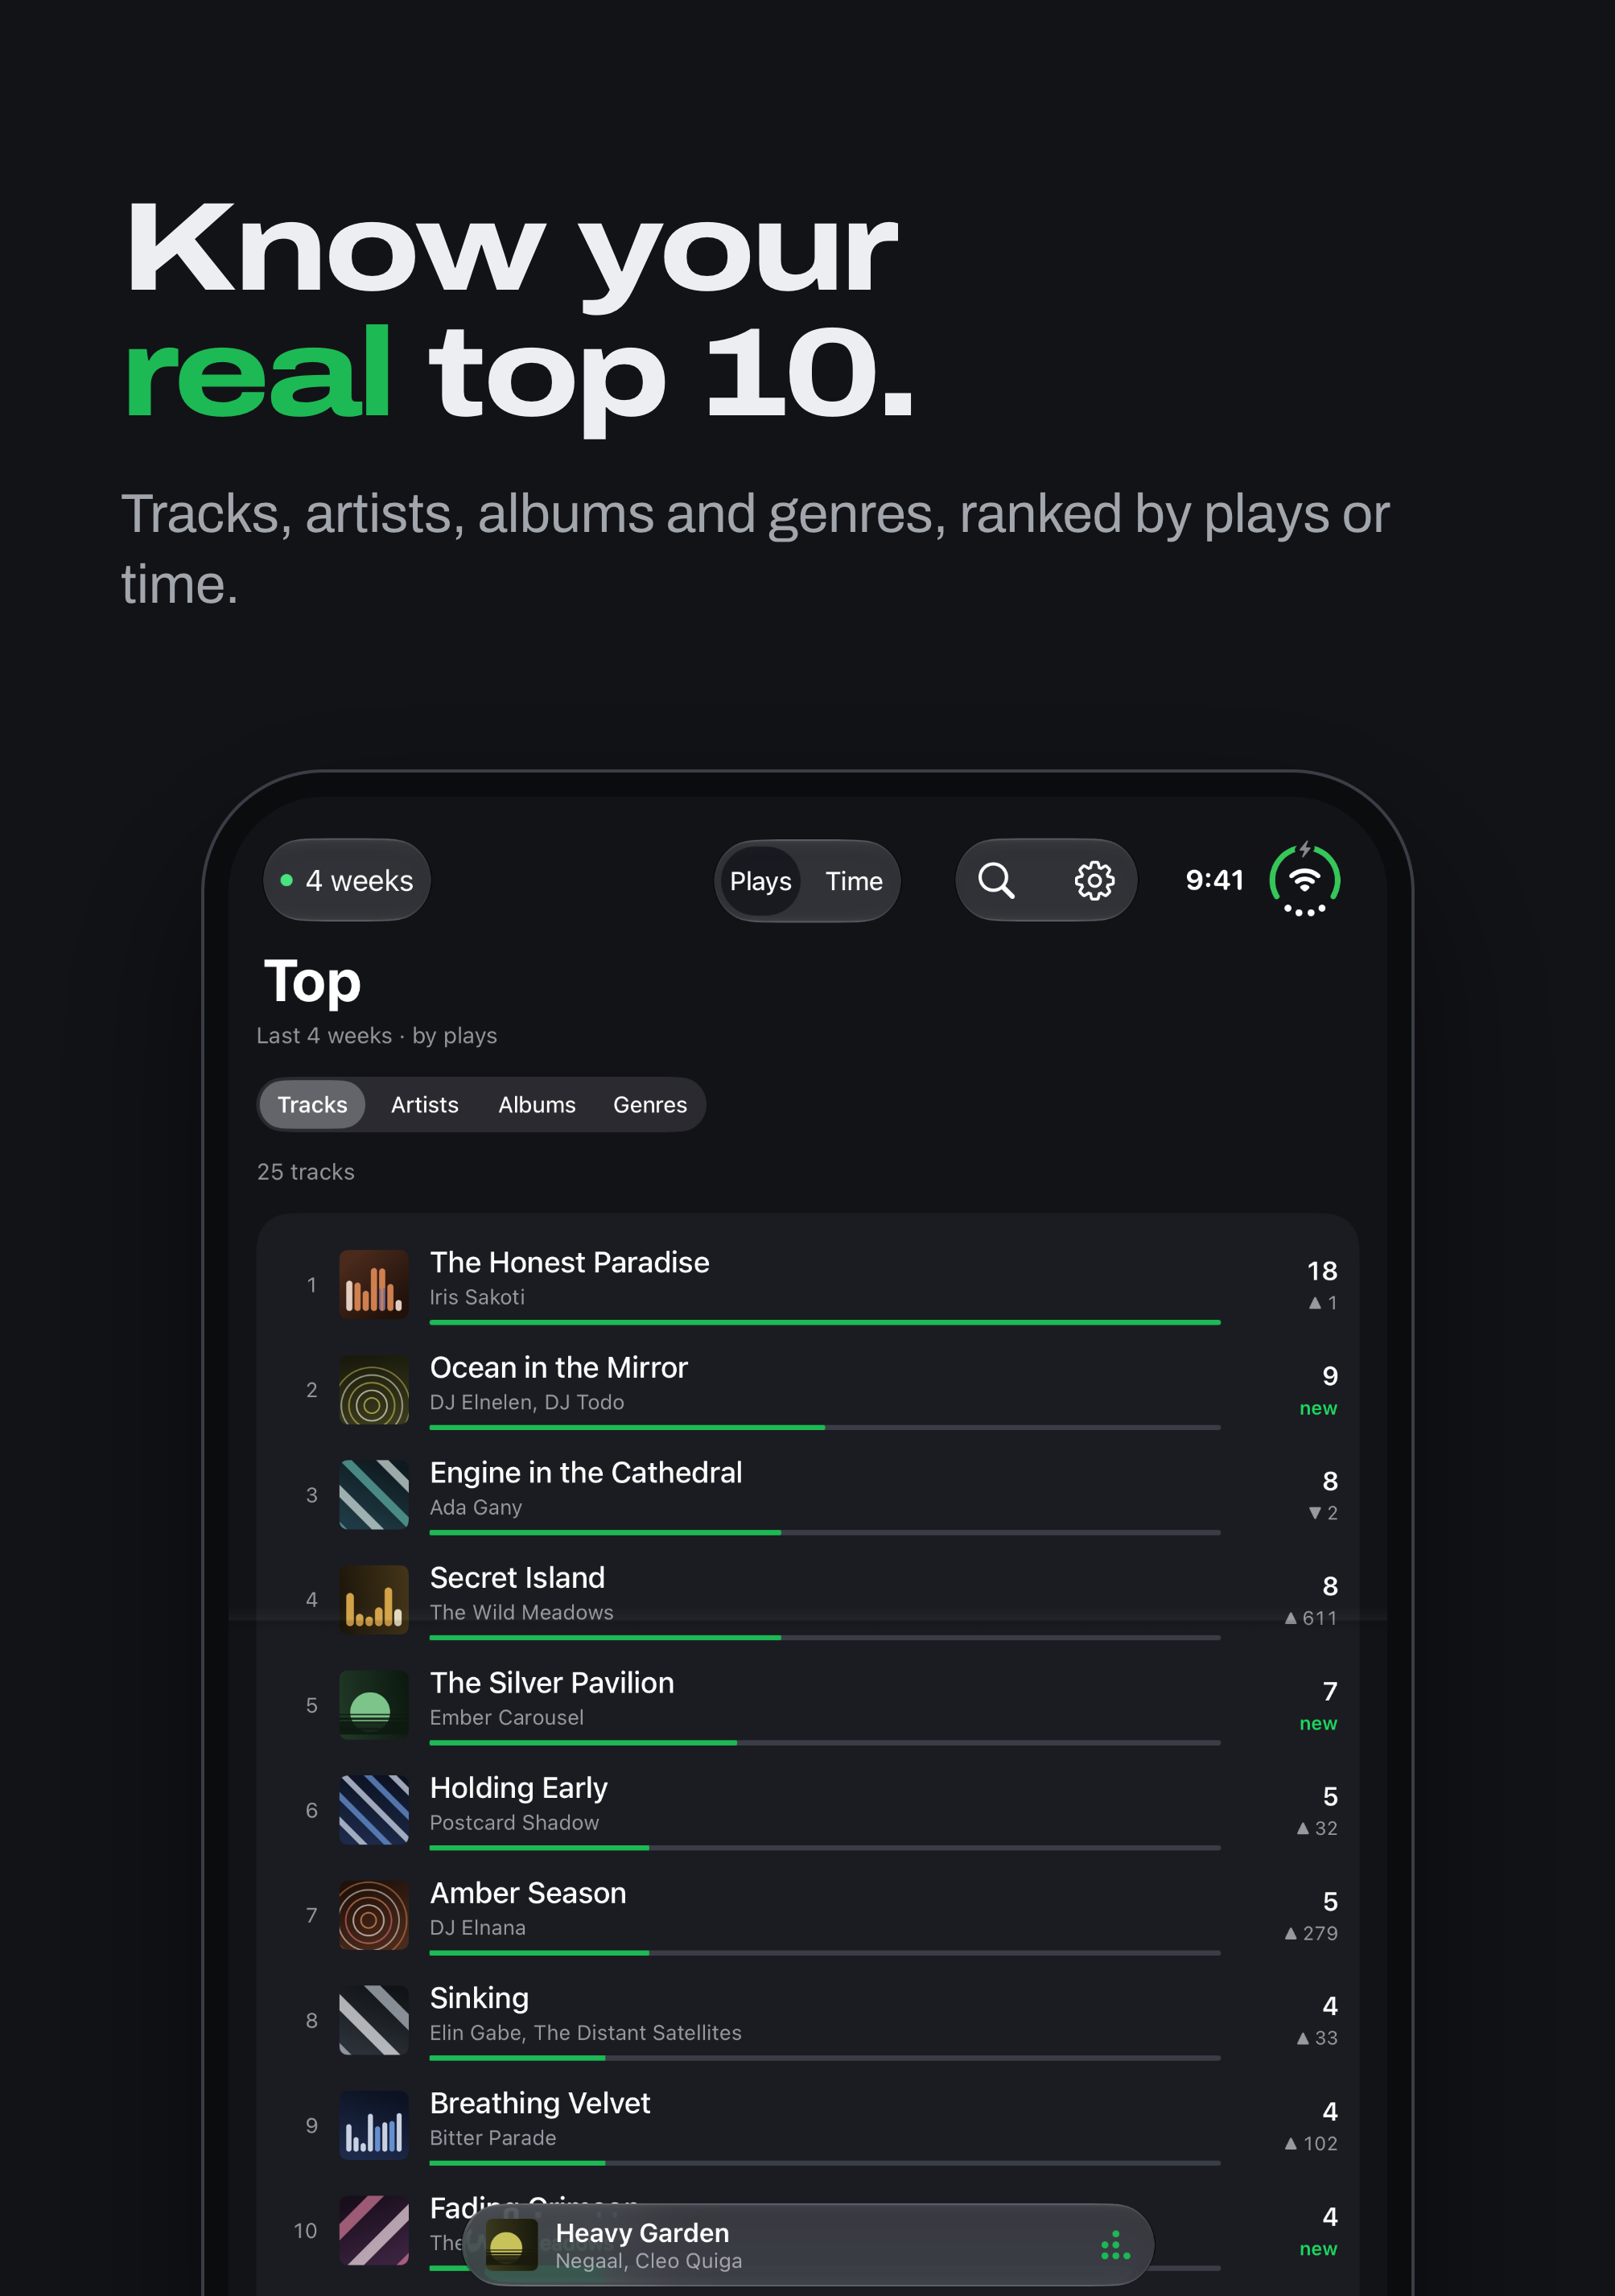 Know your
real top 10.
Tracks, artists, albums and genres, ranked by plays or
time.
4 weeks
Plays
Time
9:41
Top
Last 4 weeks · by plays
Tracks
Artists
Albums
Genres
25 tracks
1
The Honest Paradise
18
Iris Sakoti
▲ 1
2
Ocean in the Mirror
9
DJ Elnelen, DJ Todo
new
3
Engine in the Cathedral
8
Ada Gany
▼ 2
4
Secret Island
8
The Wild Meadows
▲ 611
5
The Silver Pavilion
7
Ember Carousel
new
6
Holding Early
5
Postcard Shadow
▲ 32
7
Amber Season
5
DJ Elnana
▲ 279
8
Sinking
4
Elin Gabe, The Distant Satellites
▲ 33
9
Breathing Velvet
4
Bitter Parade
▲ 102
10
4
The
new
Heavy Garden
Negaal, Cleo Quiga